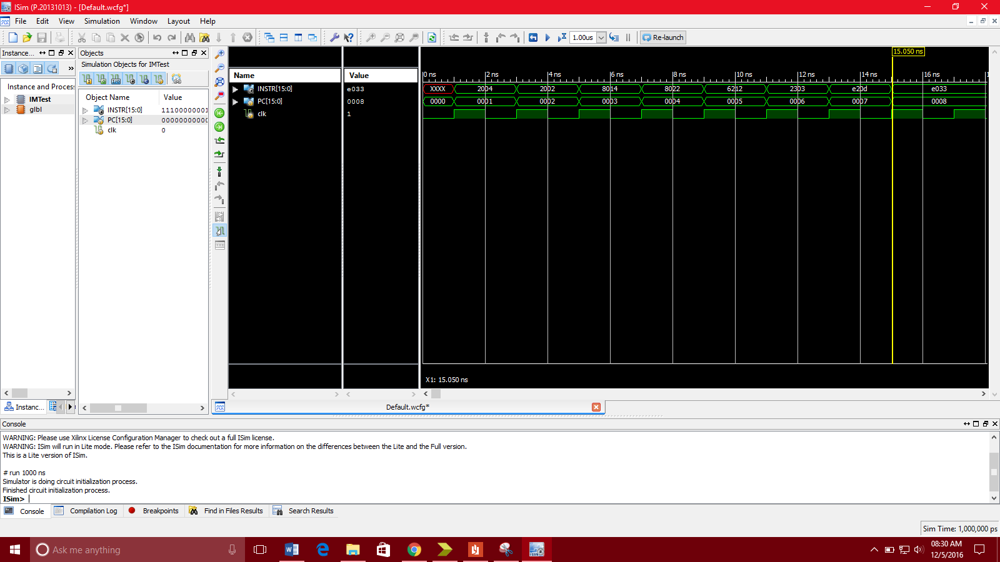 ISim (P.20131013) - [Default.wcfg*]
File Edit View Simulation Window Layout Help
1.00us Re-launch
Instance...
Instance and Process
IMTest
glbl
Instanc...
Objects
Simulation Objects for IMTest
Object Name Value
INSTR[15:0] 11100000001
PC[15:0] 00000000000
clk 0
Name Value
INSTR[15:0] e033
PC[15:0] 0008
clk 1
15.050 ns
0 ns 2 ns 4 ns 6 ns 8 ns 10 ns 12 ns 14 ns 16 ns
XXXX 2004 2002 8014 8022 6212 2303 e20d e033
0000 0001 0002 0003 0004 0005 0006 0007 0008
X1: 15.050 ns
Default.wcfg*
Console
WARNING: Please use Xilinx License Configuration Manager to check out a full ISim license.
WARNING: ISim will run in Lite mode. Please refer to the ISim documentation for more information on the differences between the Lite and the Full version.
This is a Lite version of ISim.
# run 1000 ns
Simulator is doing circuit initialization process.
Finished circuit initialization process.
ISim>
Console Compilation Log Breakpoints Find in Files Results Search Results
Sim Time: 1,000,000 ps
Ask me anything
08:30 AM
12/5/2016